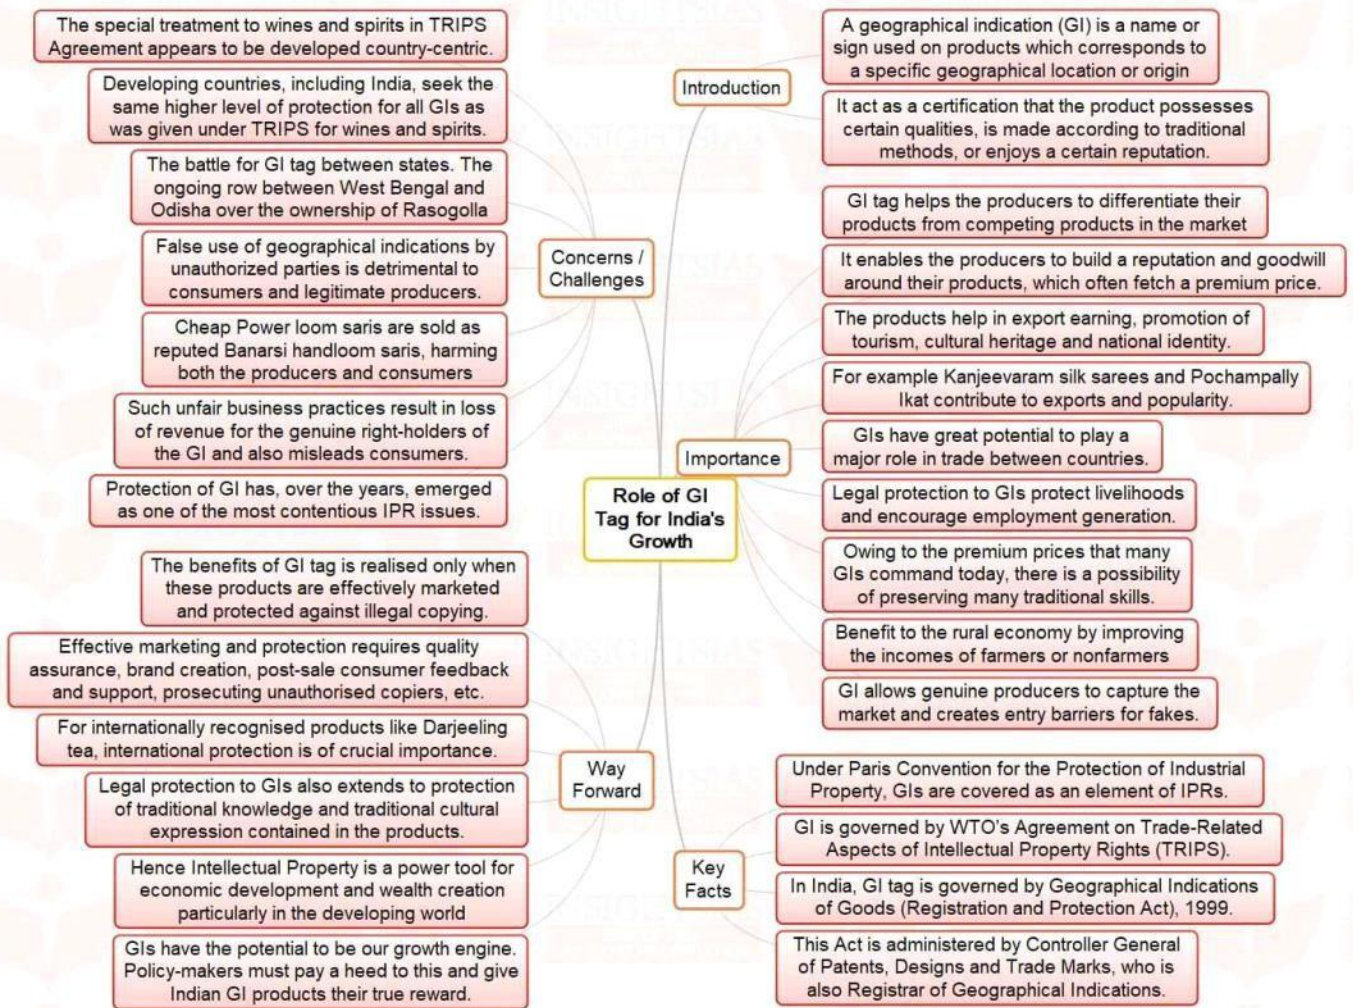 Role of GI
Tag for India's
Growth
Introduction
A geographical indication (GI) is a name or
sign used on products which corresponds to
a specific geographical location or origin
It act as a certification that the product possesses
certain qualities, is made according to traditional
methods, or enjoys a certain reputation.
Importance
GI tag helps the producers to differentiate their
products from competing products in the market
It enables the producers to build a reputation and goodwill
around their products, which often fetch a premium price.
The products help in export earning, promotion of
tourism, cultural heritage and national identity.
For example Kanjeevaram silk sarees and Pochampally
Ikat contribute to exports and popularity.
GIs have great potential to play a
major role in trade between countries.
Legal protection to GIs protect livelihoods
and encourage employment generation.
Owing to the premium prices that many
GIs command today, there is a possibility
of preserving many traditional skills.
Benefit to the rural economy by improving
the incomes of farmers or nonfarmers
GI allows genuine producers to capture the
market and creates entry barriers for fakes.
Key
Facts
Under Paris Convention for the Protection of Industrial
Property, GIs are covered as an element of IPRs.
GI is governed by WTO's Agreement on Trade-Related
Aspects of Intellectual Property Rights (TRIPS).
In India, GI tag is governed by Geographical Indications
of Goods (Registration and Protection Act), 1999.
This Act is administered by Controller General
of Patents, Designs and Trade Marks, who is
also Registrar of Geographical Indications.
Concerns /
Challenges
The special treatment to wines and spirits in TRIPS
Agreement appears to be developed country-centric.
Developing countries, including India, seek the
same higher level of protection for all GIs as
was given under TRIPS for wines and spirits.
The battle for GI tag between states. The
ongoing row between West Bengal and
Odisha over the ownership of Rasogolla
False use of geographical indications by
unauthorized parties is detrimental to
consumers and legitimate producers.
Cheap Power loom saris are sold as
reputed Banarsi handloom saris, harming
both the producers and consumers
Such unfair business practices result in loss
of revenue for the genuine right-holders of
the GI and also misleads consumers.
Protection of GI has, over the years, emerged
as one of the most contentious IPR issues.
Way
Forward
The benefits of GI tag is realised only when
these products are effectively marketed
and protected against illegal copying.
Effective marketing and protection requires quality
assurance, brand creation, post-sale consumer feedback
and support, prosecuting unauthorised copiers, etc.
For internationally recognised products like Darjeeling
tea, international protection is of crucial importance.
Legal protection to GIs also extends to protection
of traditional knowledge and traditional cultural
expression contained in the products.
Hence Intellectual Property is a power tool for
economic development and wealth creation
particularly in the developing world
GIs have the potential to be our growth engine.
Policy-makers must pay a heed to this and give
Indian GI products their true reward.